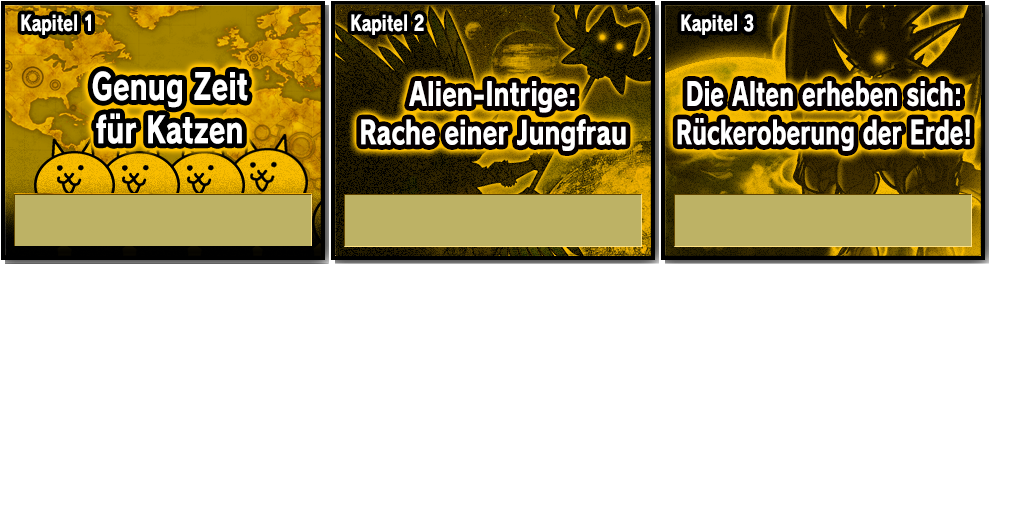 Kapitel 1
Genug Zeit
für Katzen
Kapitel 2
Alien-Intrige:
Rache einer Jungfrau
Kapitel 3
Die Alten erheben sich:
Rückeroberung der Erde!